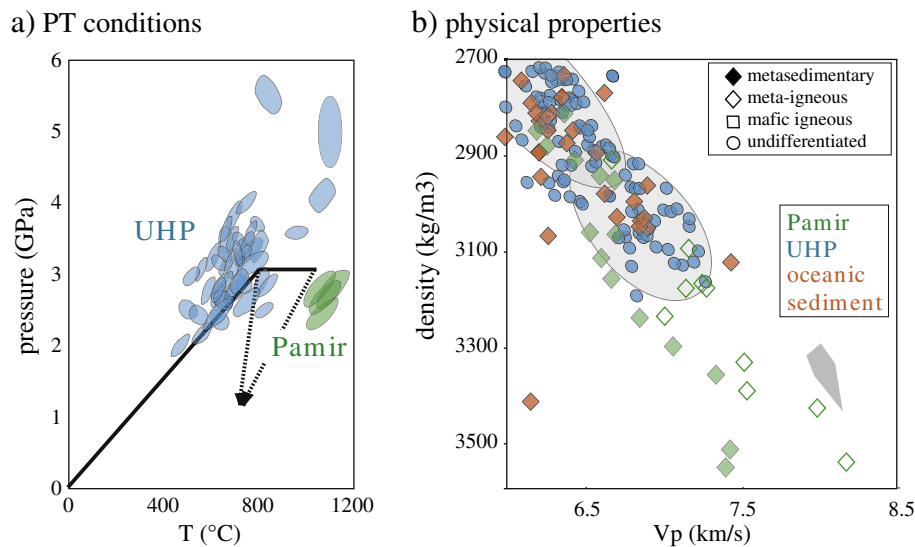 a) PT conditions
6
5
4
3
2
1
0
pressure (GPa)
UHP
Pamir
0
400
800
1200
T (°C)
b) physical properties
2700
2900
3100
3300
3500
density (kg/m3)
metasedimentary
meta-igneous
mafic igneous
undifferentiated
Pamir
UHP
oceanic
sediment
6.5
7.5
8.5
Vp (km/s)